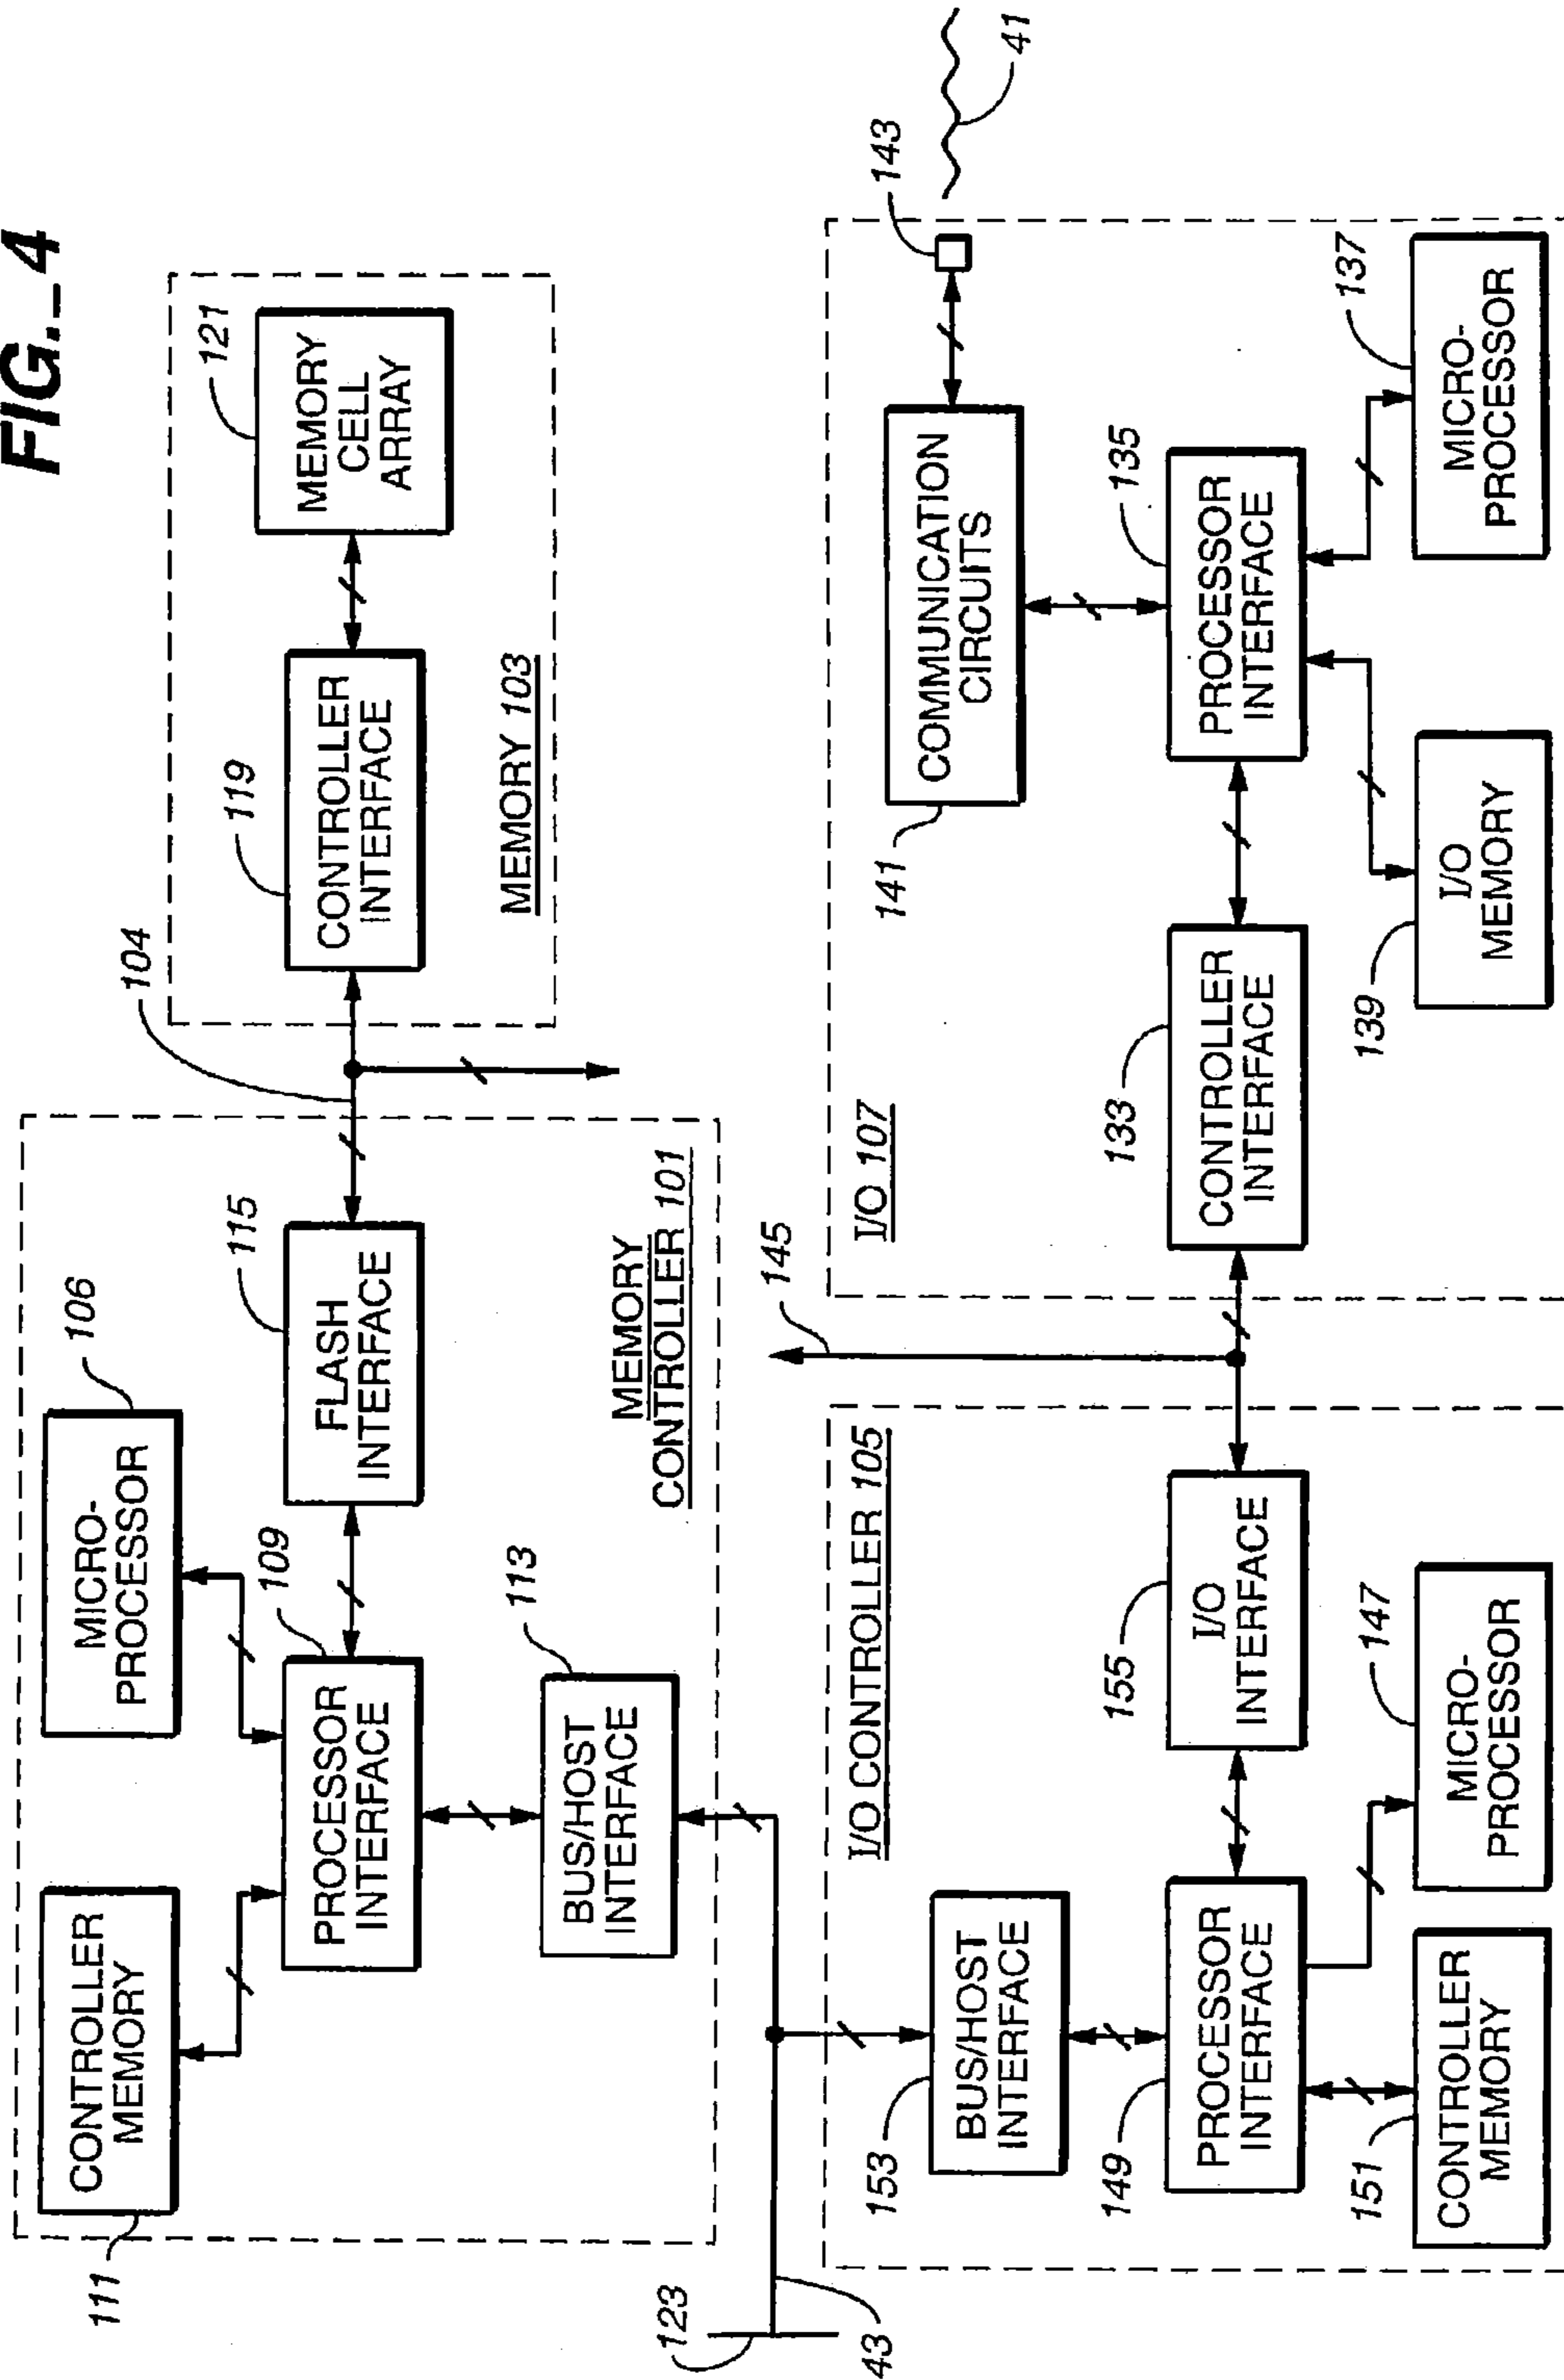 FIG._4
111
CONTROLLER
MEMORY
MICRO-
PROCESSOR
106
109
PROCESSOR
INTERFACE
115
FLASH
INTERFACE
113
BUS/HOST
INTERFACE
MEMORY
CONTROLLER 101
104
119
CONTROLLER
INTERFACE
121
MEMORY
CELL
ARRAY
MEMORY 103
123
43
I/O CONTROLLER 105
153
BUS/HOST
INTERFACE
149
PROCESSOR
INTERFACE
155
I/O
INTERFACE
151
CONTROLLER
MEMORY
147
MICRO-
PROCESSOR
145
I/O 107
133
CONTROLLER
INTERFACE
141
COMMUNICATION
CIRCUITS
143
41
135
PROCESSOR
INTERFACE
139
I/O
MEMORY
137
MICRO-
PROCESSOR